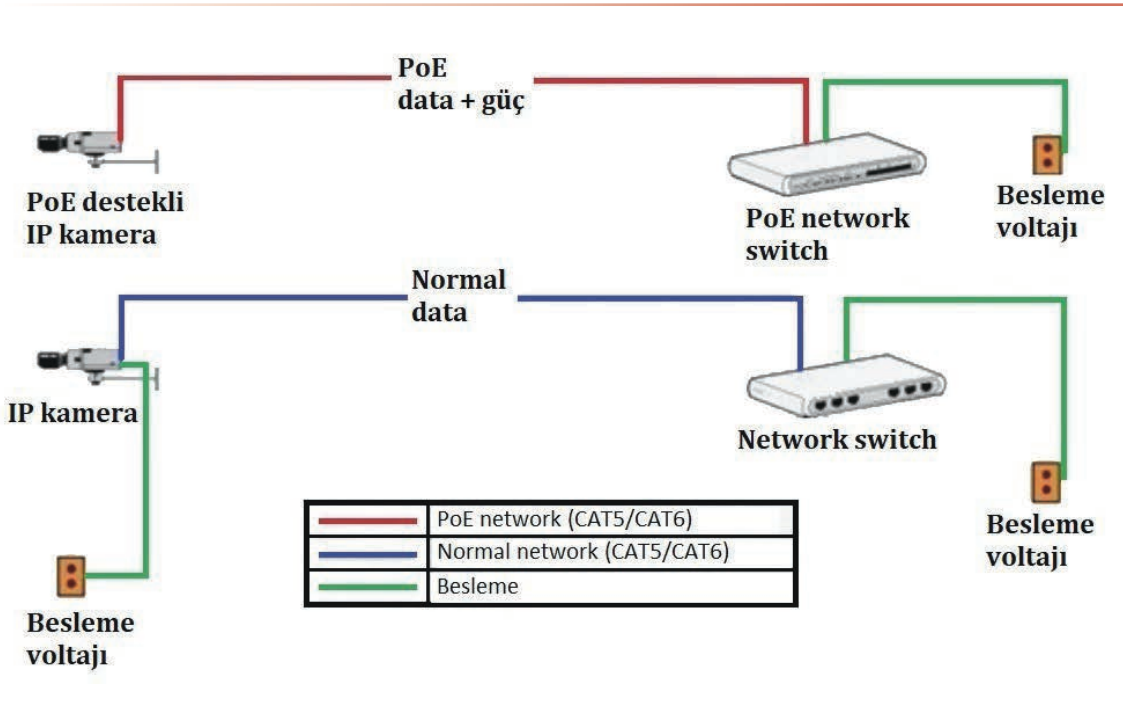 PoE
data + güç
PoE destekli
IP kamera
PoE network
switch
Besleme
voltajı
Normal
data
IP kamera
Network switch
Besleme
voltajı
PoE network (CAT5/CAT6)
Normal network (CAT5/CAT6)
Besleme
Besleme
voltajı